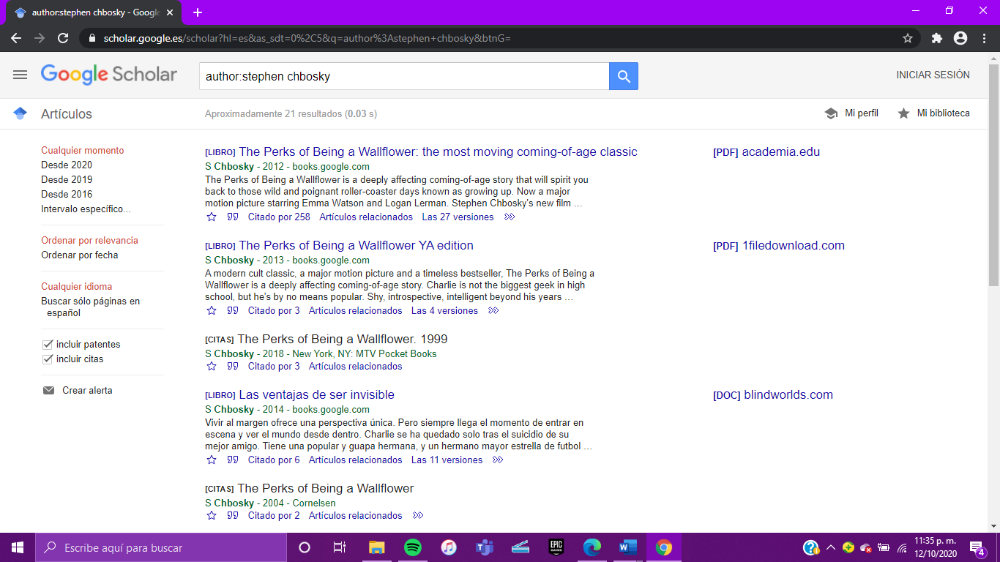 author:stephen chbosky - Google
scholar.google.es/scholar?hl=es&as_sdt=0%2C5&q=author%3Astephen+chbosky&btnG=
Google Scholar
author:stephen chbosky
INICIAR SESIÓN
Artículos
Aproximadamente 21 resultados (0.03 s)
Mi perfil
Mi biblioteca
Cualquier momento
Desde 2020
Desde 2019
Desde 2016
Intervalo específico...
Ordenar por relevancia
Ordenar por fecha
Cualquier idioma
Buscar sólo páginas en
español
incluir patentes
incluir citas
Crear alerta
[LIBRO] The Perks of Being a Wallflower: the most moving coming-of-age classic
S Chbosky - 2012 - books.google.com
The Perks of Being a Wallflower is a deeply affecting coming-of-age story that will spirit you
back to those wild and poignant roller-coaster days known as growing up. Now a major
motion picture starring Emma Watson and Logan Lerman. Stephen Chbosky's new film ...
Citado por 258 Artículos relacionados Las 27 versiones
[PDF] academia.edu
[LIBRO] The Perks of Being a Wallflower YA edition
S Chbosky - 2013 - books.google.com
A modern cult classic, a major motion picture and a timeless bestseller, The Perks of Being a
Wallflower is a deeply affecting coming-of-age story. Charlie is not the biggest geek in high
school, but he's by no means popular. Shy, introspective, intelligent beyond his years ...
Citado por 3 Artículos relacionados Las 4 versiones
[PDF] 1filedownload.com
[CITAS] The Perks of Being a Wallflower. 1999
S Chbosky - 2018 - New York, NY: MTV Pocket Books
Citado por 3 Artículos relacionados
[LIBRO] Las ventajas de ser invisible
S Chbosky - 2014 - books.google.com
Vivir al margen ofrece una perspectiva única. Pero siempre llega el momento de entrar en
escena y ver el mundo desde dentro. Charlie se ha quedado solo tras el suicidio de su
mejor amigo. Tiene una popular y guapa hermana, y un hermano mayor estrella de futbol ...
Citado por 6 Artículos relacionados Las 11 versiones
[DOC] blindworlds.com
[CITAS] The Perks of Being a Wallflower
S Chbosky - 2004 - Cornelsen
Citado por 2 Artículos relacionados
Escribe aquí para buscar
EPIC
GAMES
11:35 p. m.
12/10/2020
4